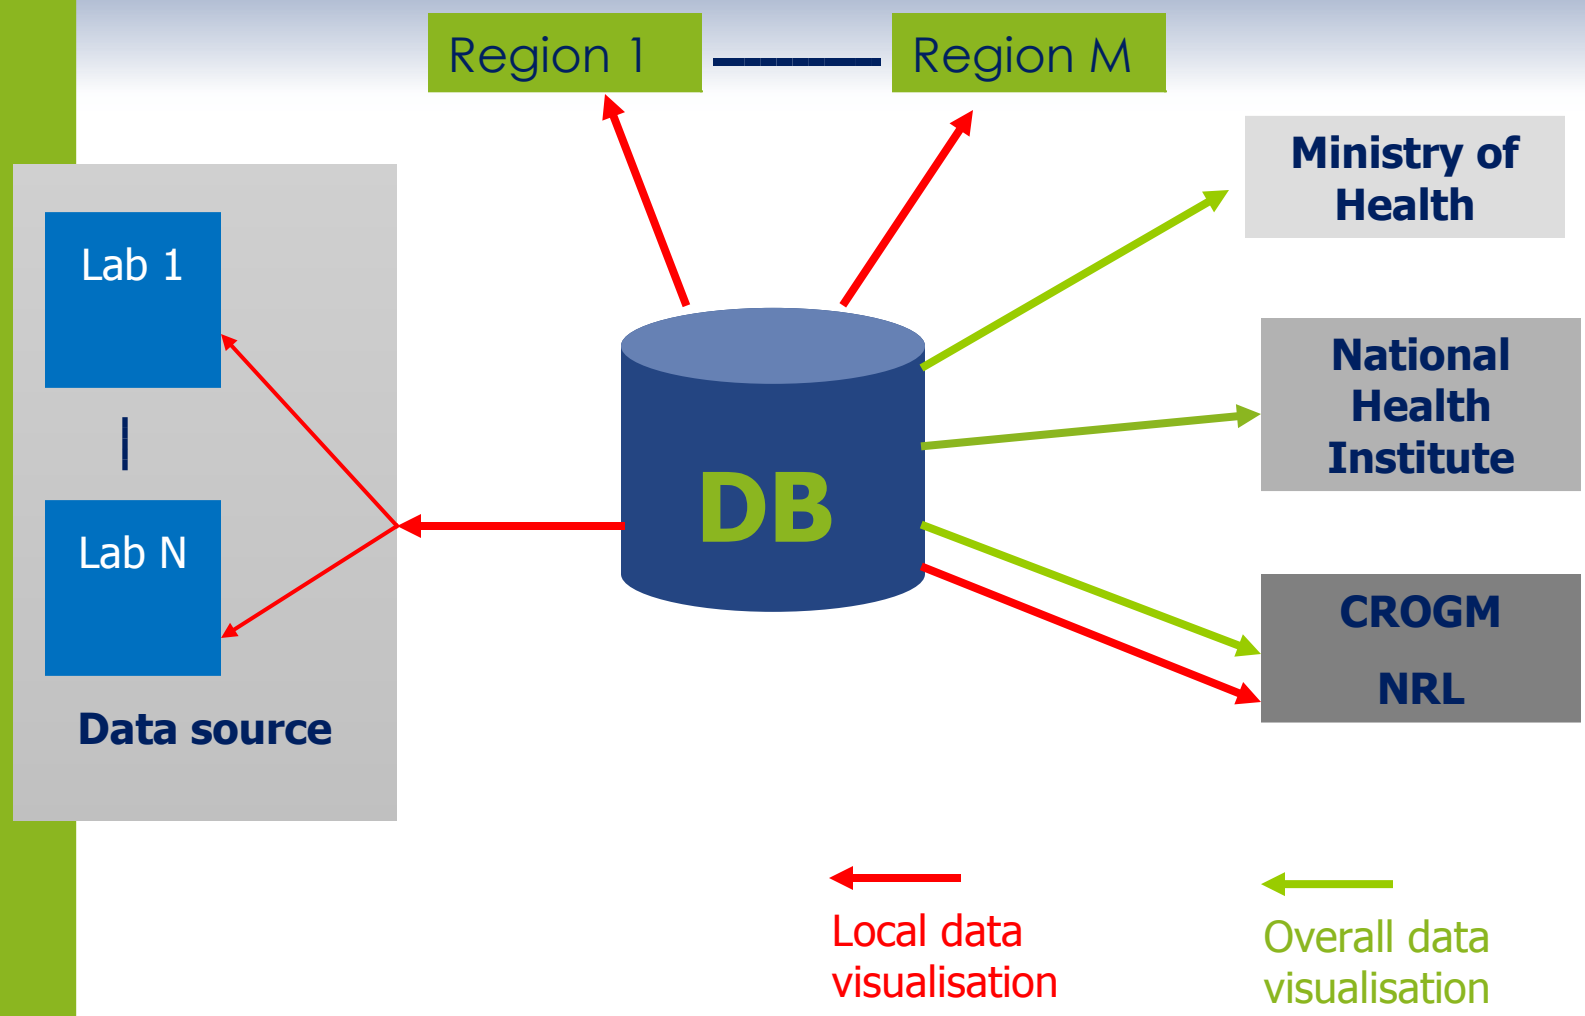 Region 1
Region M
Ministry of
Health
Lab 1
National
Health
Institute
DB
Lab N
CROGM
NRL
Data source
Local data
visualisation
Overall data
visualisation